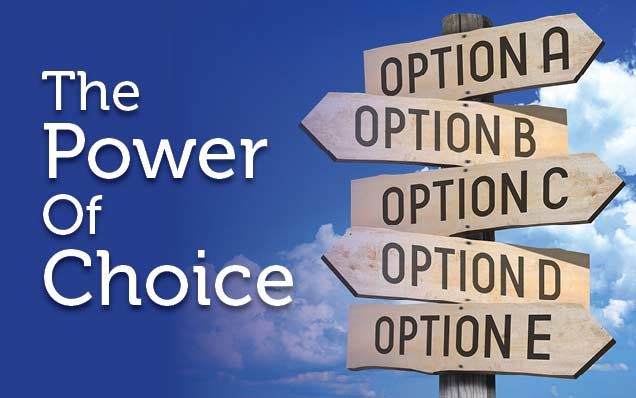 The
Power
Of
Choice
OPTION A
OPTION B
OPTION C
OPTION D
OPTION E